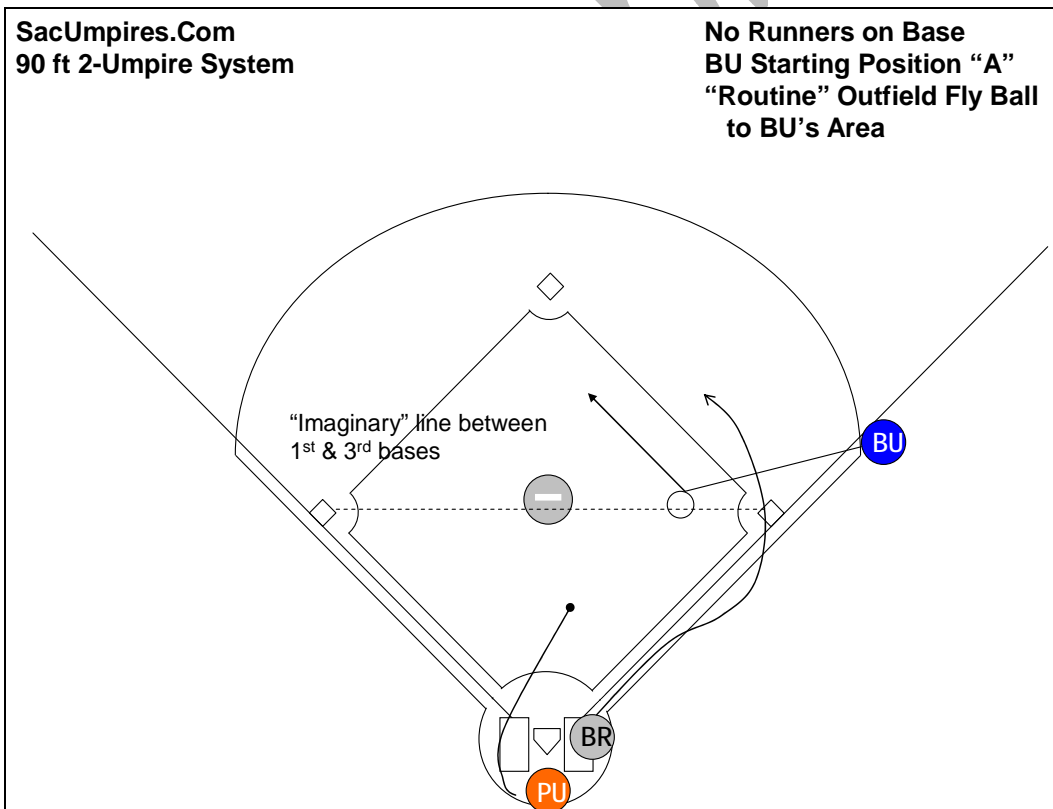 SacUmpires.Com
90 ft 2-Umpire System
No Runners on Base
BU Starting Position “A”
“Routine” Outfield Fly Ball
to BU’s Area
“Imaginary” line between
1st & 3rd bases
BU
BR
PU